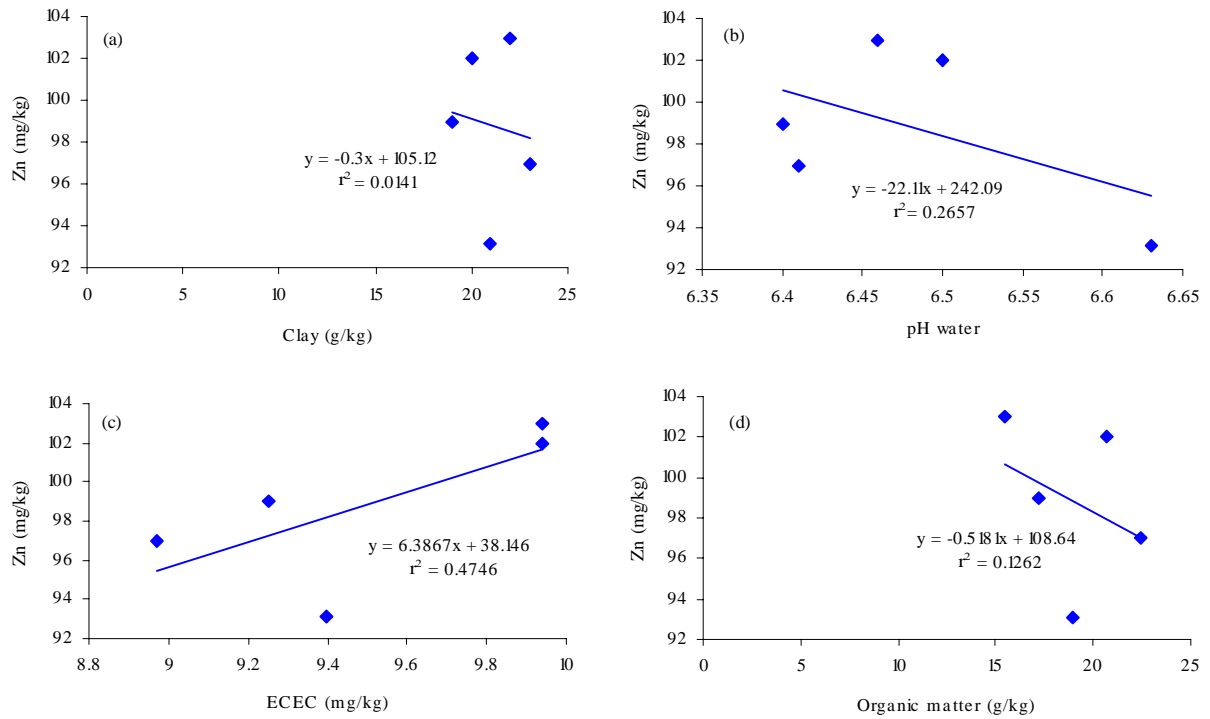 (a)
104
102
100
98
96
94
92
Zn (mg/kg)
y = -0.3x + 105.12
r² = 0.0141
0 5 10 15 20 25
Clay (g/kg)
(b)
104
102
100
98
96
94
92
Zn (mg/kg)
y = -22.11x + 242.09
r² = 0.2657
6.35 6.4 6.45 6.5 6.55 6.6 6.65
pH water
(c)
104
102
100
98
96
94
92
Zn (mg/kg)
y = 6.3867x + 38.146
r² = 0.4746
8.8 9 9.2 9.4 9.6 9.8 10
ECEC (mg/kg)
(d)
104
102
100
98
96
94
92
Zn (mg/kg)
y = -0.5181x + 108.64
r² = 0.1262
0 5 10 15 20 25
Organic matter (g/kg)